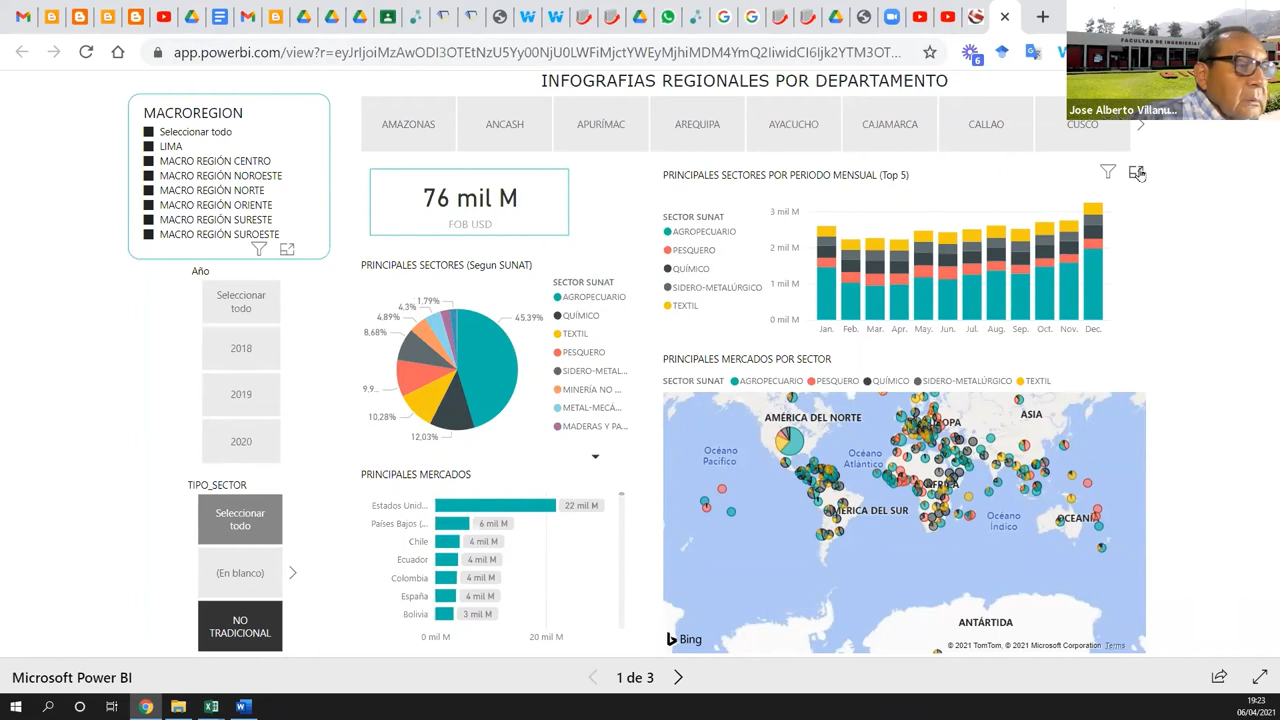 app.powerbi.com/view?r=
FACULTAD DE INGENIERI
Jose Alberto Villanu...
INFOGRAFIAS REGIONALES POR DEPARTAMENTO
MACROREGION
Seleccionar todo
LIMA
MACRO REGIÓN CENTRO
MACRO REGIÓN NOROESTE
MACRO REGIÓN NORTE
MACRO REGIÓN ORIENTE
MACRO REGIÓN SURESTE
MACRO REGIÓN SUROESTE
AMAZONAS ANCASH APURÍMAC AREQUIPA AYACUCHO CAJAMARCA CALLAO CUSCO
Año
Seleccionar
todo
2018
2019
2020
TIPO_SECTOR
Seleccionar
todo
(En blanco)
NO
TRADICIONAL
76 mil M
FOB USD
PRINCIPALES SECTORES (Segun SUNAT)
1,79%
4.3%
4.89%
8,68%
9,9...
10,28%
12,03%
45.39%
SECTOR SUNAT
AGROPECUARIO
QUÍMICO
TEXTIL
PESQUERO
SIDERO-METAL...
MINERÍA NO ...
METAL-MECÁ...
MADERAS Y PA...
PRINCIPALES MERCADOS
Estados Unid... 22 mil M
Países Bajos (... 6 mil M
Chile 4 mil M
Ecuador 4 mil M
Colombia 4 mil M
España 4 mil M
Bolivia 3 mil M
0 mil M 20 mil M
PRINCIPALES SECTORES POR PERIODO MENSUAL (Top 5)
SECTOR SUNAT
AGROPECUARIO
PESQUERO
QUÍMICO
SIDERO-METALÚRGICO
TEXTIL
3 mil M
2 mil M
1 mil M
0 mil M
Jan. Feb. Mar. Apr. May. Jun. Jul. Aug. Sep. Oct. Nov. Dec.
PRINCIPALES MERCADOS POR SECTOR
SECTOR SUNAT AGROPECUARIO PESQUERO QUÍMICO SIDERO-METALÚRGICO TEXTIL
AMÉRICA DEL NORTE
ASIA
Océano
Pacífico
Océano
Atlántico
ÁFRICA
AMÉRICA DEL SUR
Océano
Índico
OCEANÍA
ANTÁRTIDA
Bing
© 2021 TomTom, © 2021 Microsoft Corporation Terms
Microsoft Power BI
1 de 3
19:23
06/04/2021